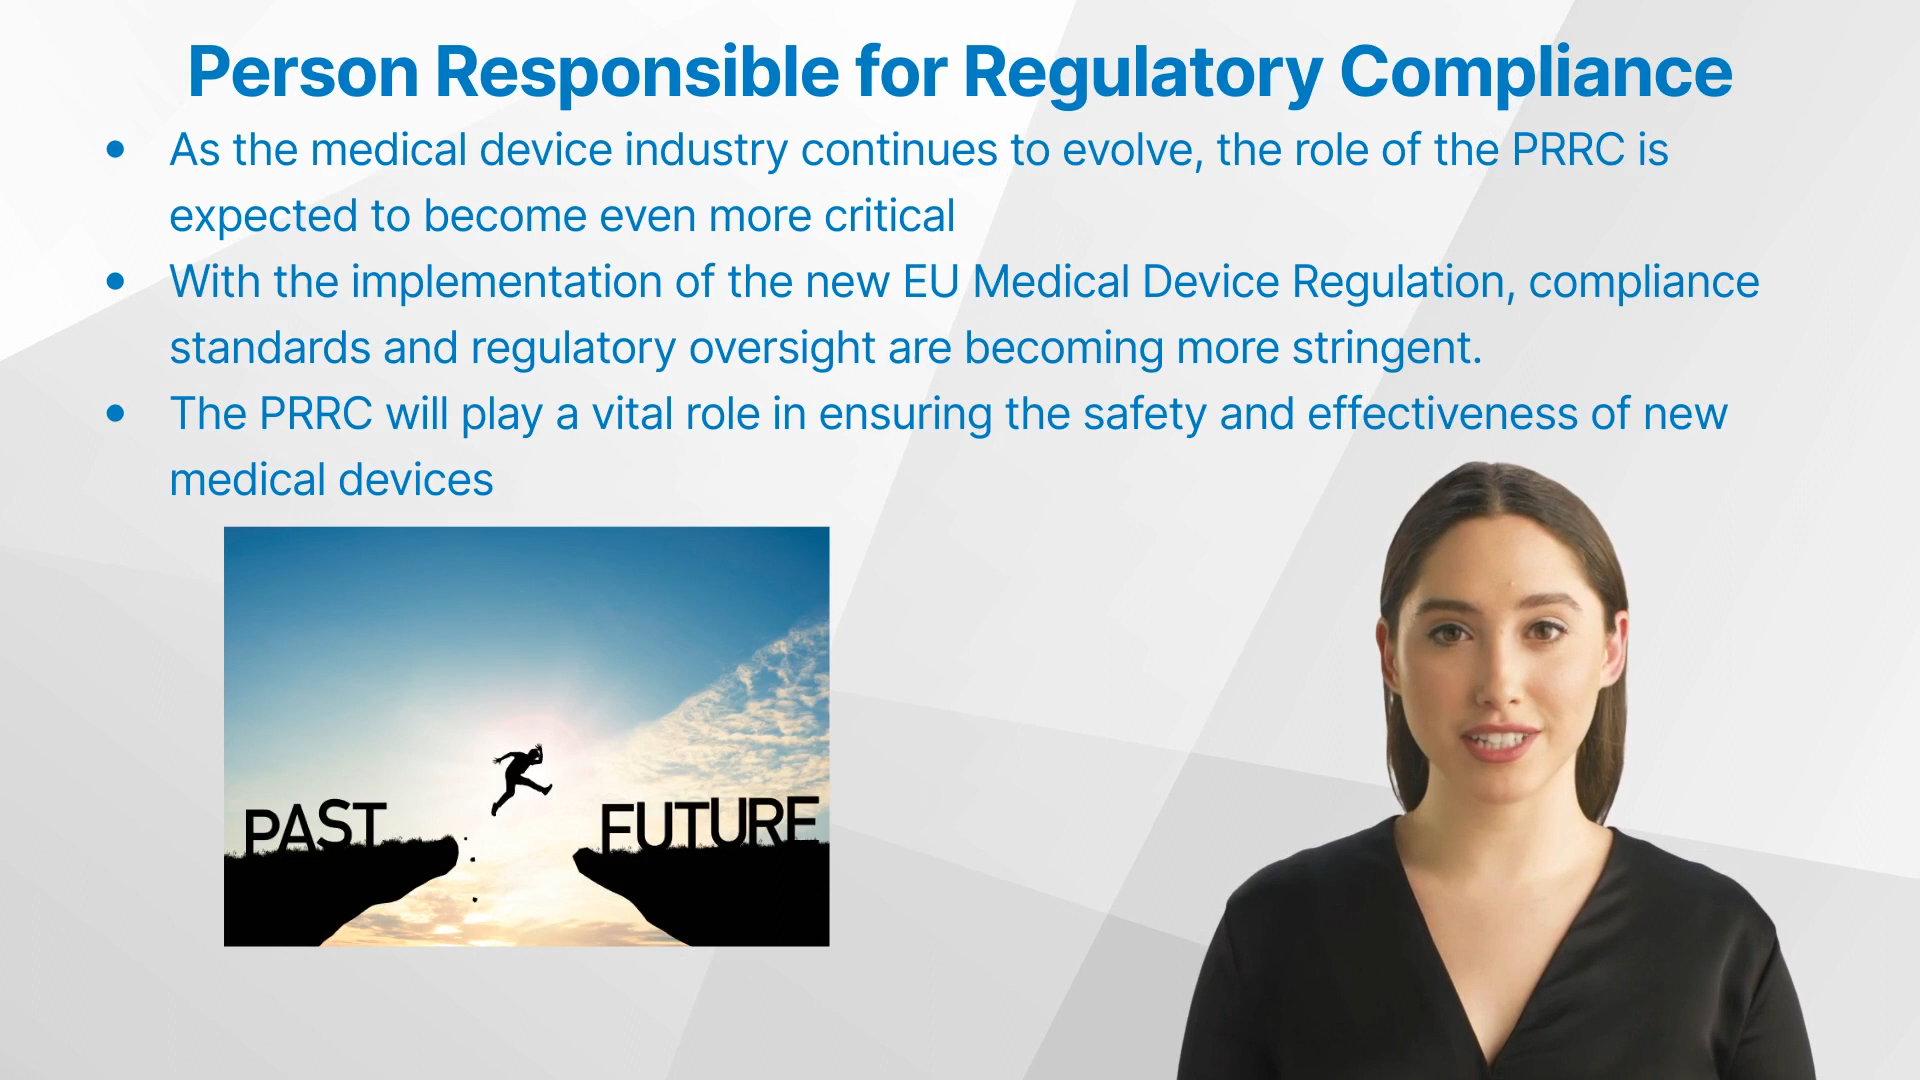 Person Responsible for Regulatory Compliance
• As the medical device industry continues to evolve, the role of the PRRC is
expected to become even more critical
• With the implementation of the new EU Medical Device Regulation, compliance
standards and regulatory oversight are becoming more stringent.
• The PRRC will play a vital role in ensuring the safety and effectiveness of new
medical devices
PAST FUTURE